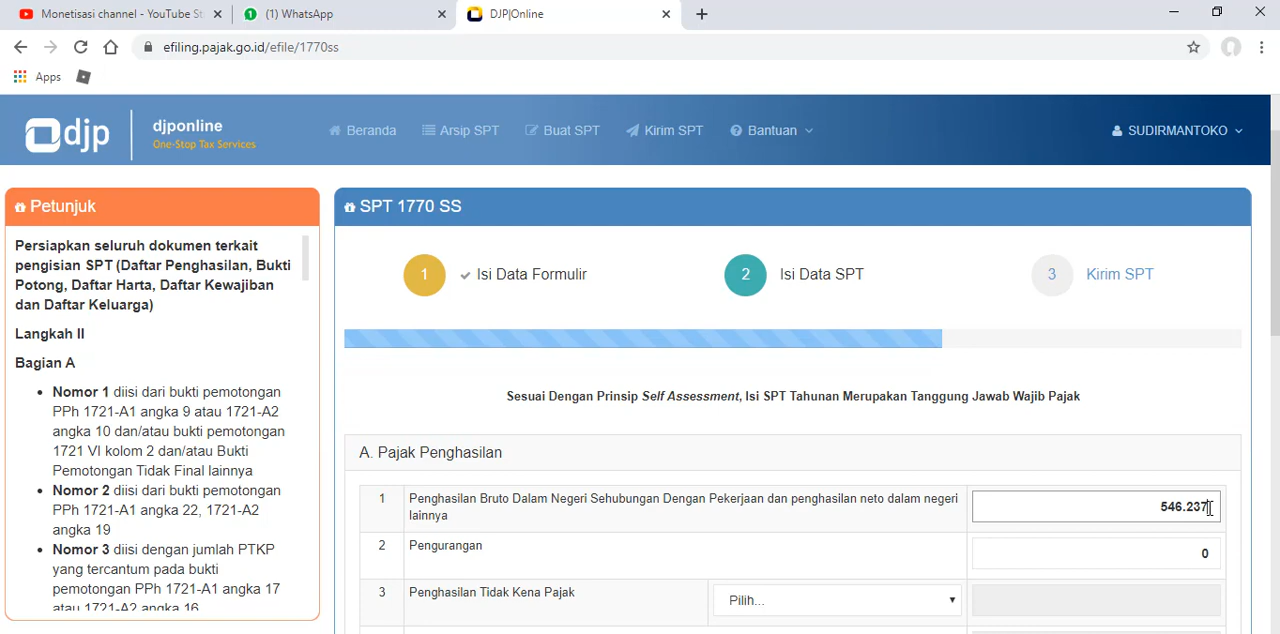 Monetisasi channel - YouTube St
(1) WhatsApp
DJP|Online
efiling.pajak.go.id/efile/1770ss
Apps
djp
djponline
One-Stop Tax Services
Beranda
Arsip SPT
Buat SPT
Kirim SPT
Bantuan
SUDIRMANTOKO
Petunjuk
Persiapkan seluruh dokumen terkait
pengisian SPT (Daftar Penghasilan, Bukti
Potong, Daftar Harta, Daftar Kewajiban
dan Daftar Keluarga)
Langkah II
Bagian A
Nomor 1 diisi dari bukti pemotongan
PPh 1721-A1 angka 9 atau 1721-A2
angka 10 dan/atau bukti pemotongan
1721 VI kolom 2 dan/atau Bukti
Pemotongan Tidak Final lainnya
Nomor 2 diisi dari bukti pemotongan
PPh 1721-A1 angka 22, 1721-A2
angka 19
Nomor 3 diisi dengan jumlah PTKP
yang tercantum pada bukti
pemotongan PPh 1721-A1 angka 17
atau 1721-A2 angka 16
SPT 1770 SS
1 Isi Data Formulir
2 Isi Data SPT
3 Kirim SPT
Sesuai Dengan Prinsip Self Assessment, Isi SPT Tahunan Merupakan Tanggung Jawab Wajib Pajak
A. Pajak Penghasilan
1 Penghasilan Bruto Dalam Negeri Sehubungan Dengan Pekerjaan dan penghasilan neto dalam negeri
lainnya
546.237
2 Pengurangan 0
3 Penghasilan Tidak Kena Pajak Pilih...